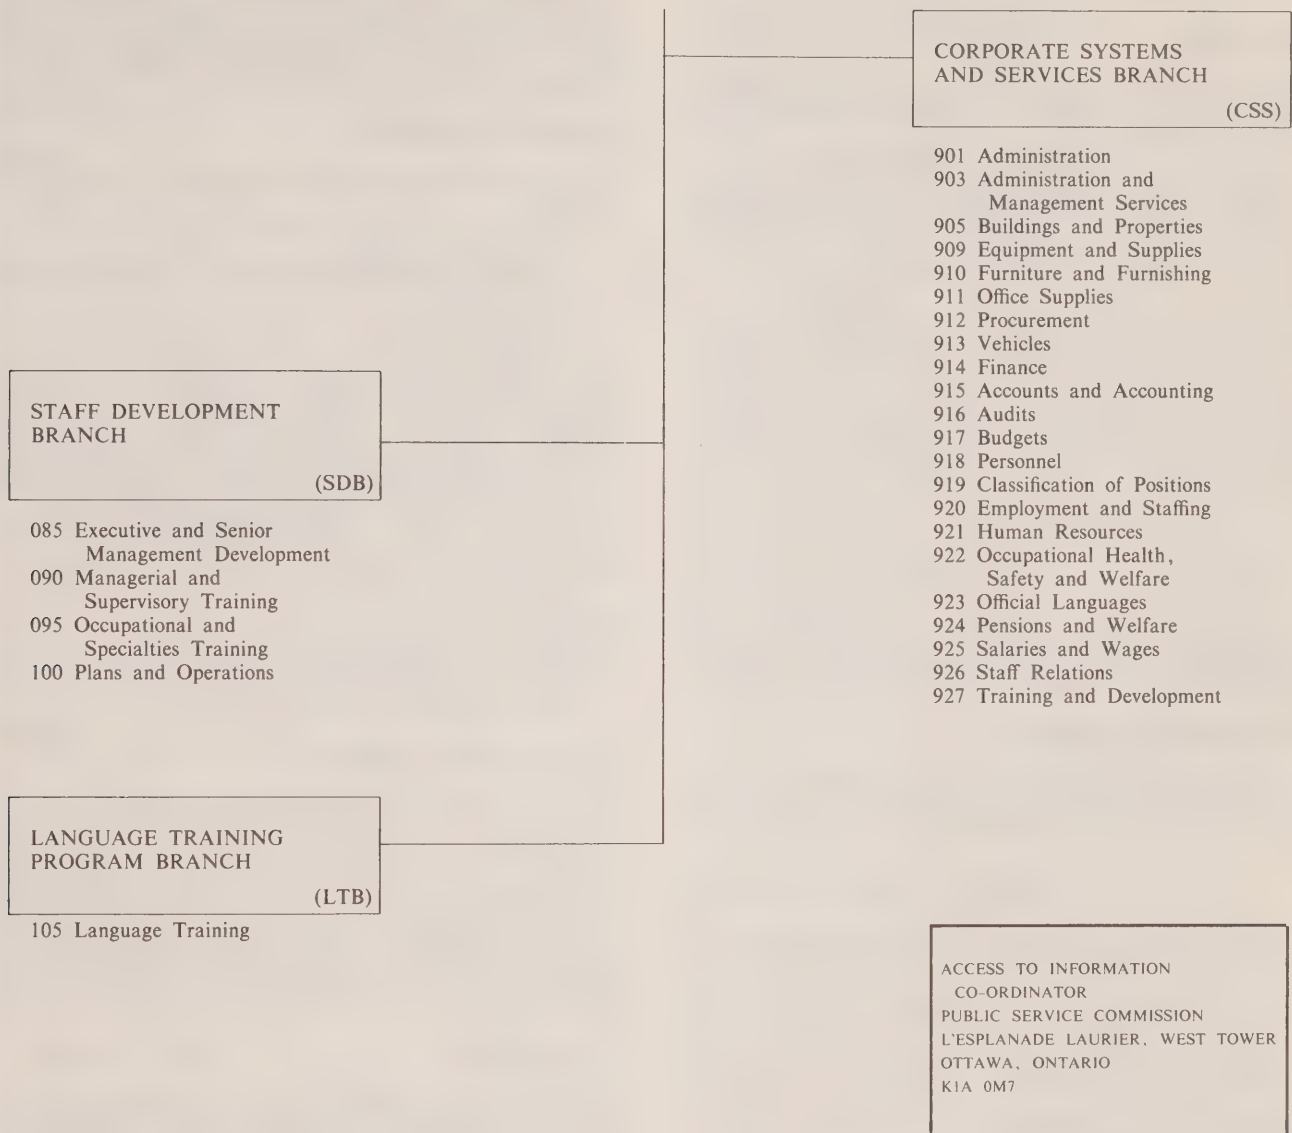 CORPORATE SYSTEMS
AND SERVICES BRANCH
(CSS)
901 Administration
903 Administration and
Management Services
905 Buildings and Properties
909 Equipment and Supplies
910 Furniture and Furnishing
911 Office Supplies
912 Procurement
913 Vehicles
914 Finance
915 Accounts and Accounting
916 Audits
917 Budgets
918 Personnel
919 Classification of Positions
920 Employment and Staffing
921 Human Resources
922 Occupational Health,
Safety and Welfare
923 Official Languages
924 Pensions and Welfare
925 Salaries and Wages
926 Staff Relations
927 Training and Development
STAFF DEVELOPMENT
BRANCH
(SDB)
085 Executive and Senior
Management Development
090 Managerial and
Supervisory Training
095 Occupational and
Specialties Training
100 Plans and Operations
LANGUAGE TRAINING
PROGRAM BRANCH
(LTB)
105 Language Training
ACCESS TO INFORMATION
CO-ORDINATOR
PUBLIC SERVICE COMMISSION
L'ESPLANADE LAURIER, WEST TOWER
OTTAWA, ONTARIO
K1A 0M7